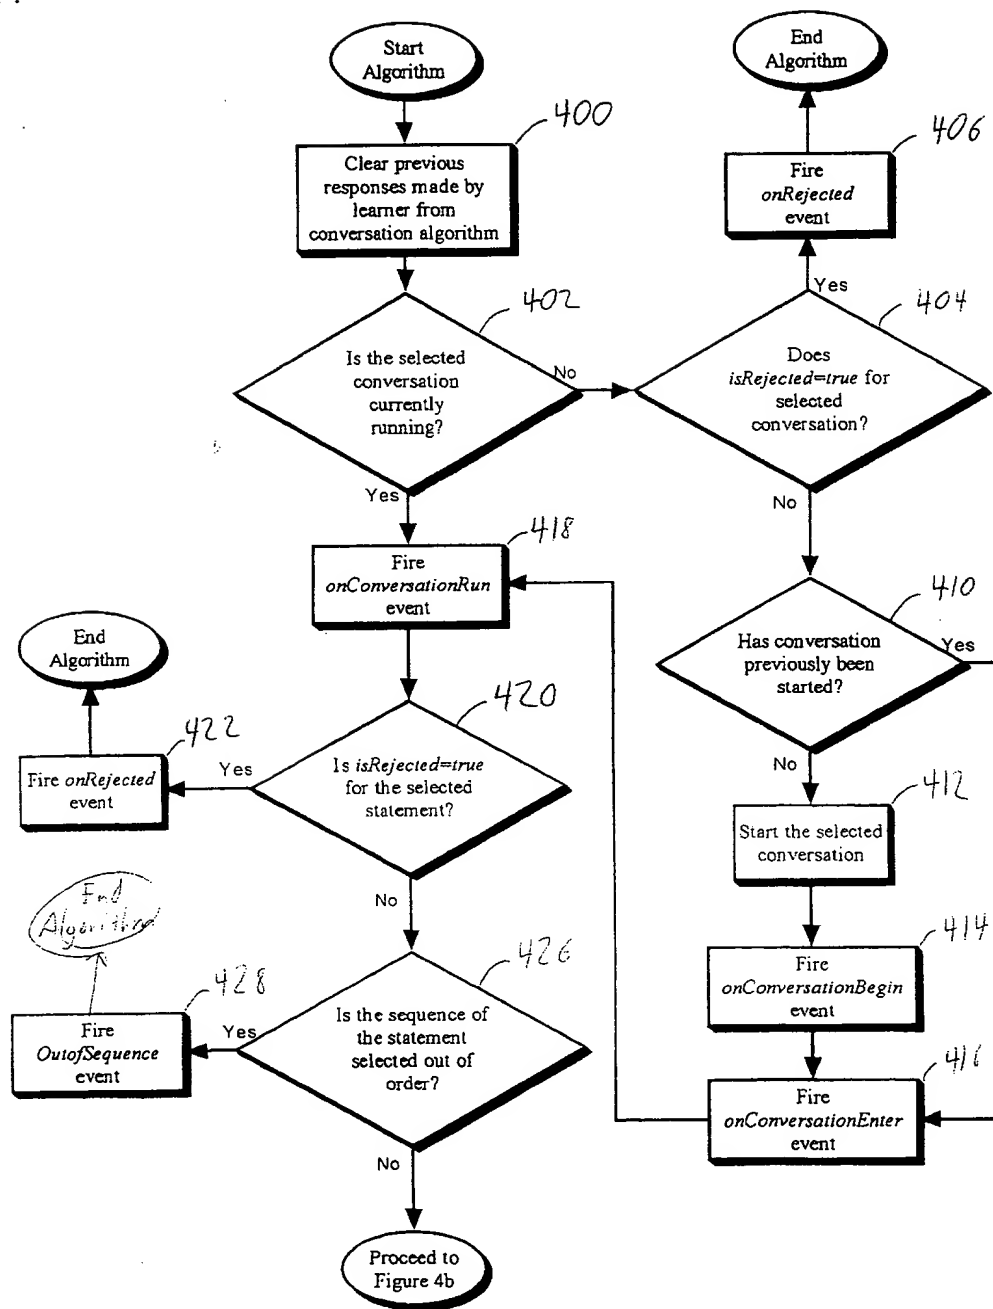 Start
Algorithm
400
Clear previous
responses made by
learner from
conversation algorithm
402
Is the selected
conversation
currently
running?
No
Yes
End
Algorithm
406
Fire
onRejected
event
Yes
404
Does
isRejected=true for
selected
conversation?
No
410
Has conversation
previously been
started?
Yes
No
412
Start the selected
conversation
414
Fire
onConversationBegin
event
416
Fire
onConversationEnter
event
418
Fire
onConversationRun
event
420
Is isRejected=true
for the selected
statement?
Yes
No
422
Fire onRejected
event
End
Algorithm
426
Is the sequence of
the statement
selected out of
order?
Yes
No
428
Fire
OutofSequence
event
End
Algorithm
Proceed to
Figure 4b